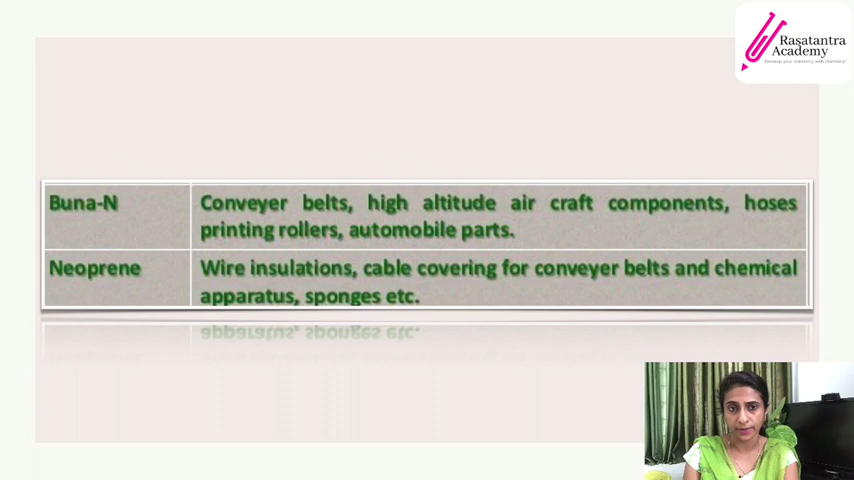 Rasatantra
Academy
Develop your chemistry with chemistry!
Buna-N
Conveyer belts, high altitude air craft components, hoses
printing rollers, automobile parts.
Neoprene
Wire insulations, cable covering for conveyer belts and chemical
apparatus, sponges etc.